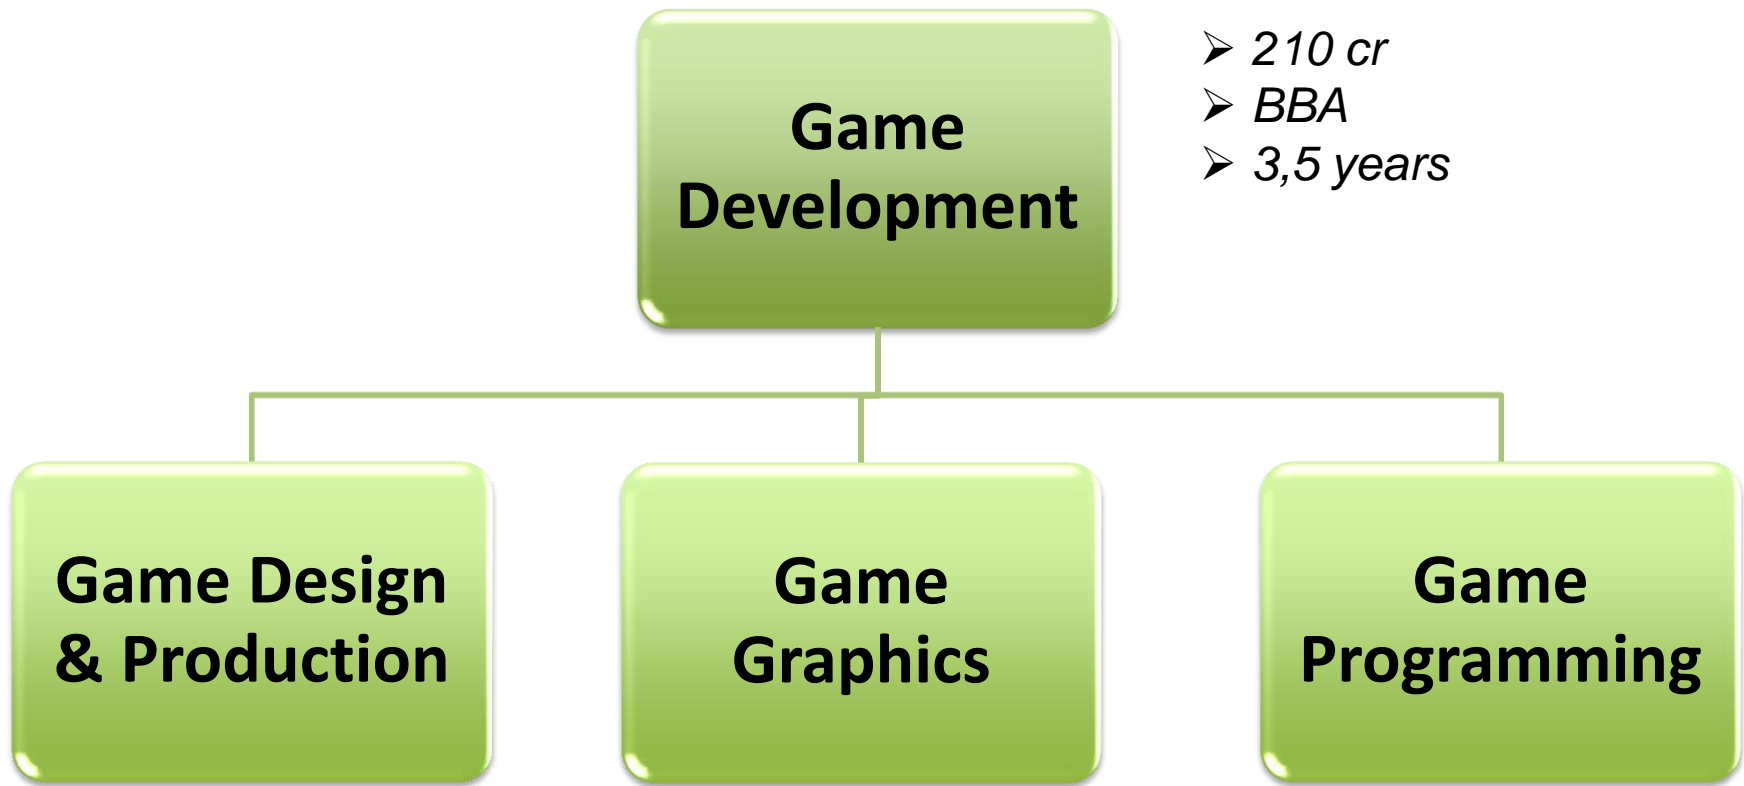 Game
Development
➢ 210 cr
➢ BBA
➢ 3,5 years
Game Design
& Production
Game
Graphics
Game
Programming